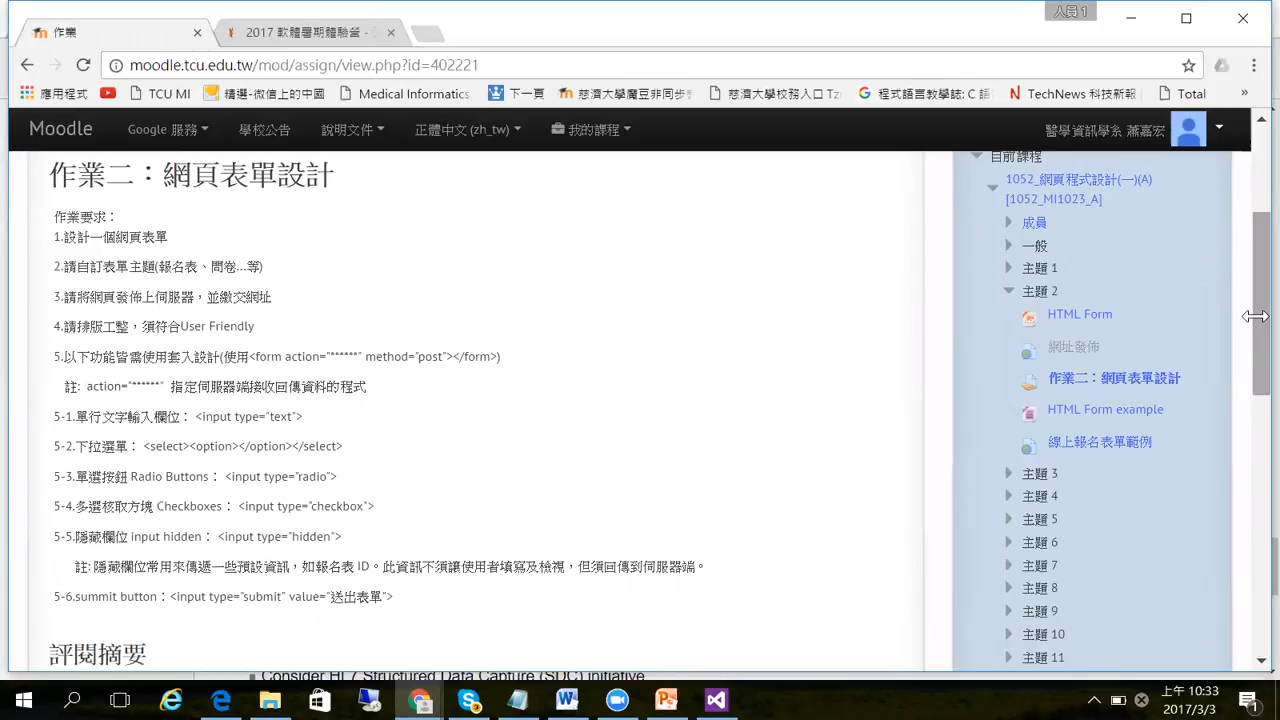 人員 1
作業
2017 軟體暑期體驗營 -
moodle.tcu.edu.tw/mod/assign/view.php?id=402221
應用程式
TCU MI
精選-微信上的中國
Medical Informatics
下一頁
慈濟大學魔豆非同步
慈濟大學校務入口 Tz
程式語言教學誌: C 語
TechNews 科技新報
Total
»
Moodle
Google 服務
學校公告
說明文件
正體中文 (zh_tw)
我的課程
醫學資訊學系 蕭嘉宏
作業二：網頁表單設計
作業要求：
1.設計一個網頁表單
2.請自訂表單主題(報名表、問卷...等)
3.請將網頁發佈上伺服器，並繳交網址
4.請排版工整，須符合User Friendly
5.以下功能皆需使用套入設計(使用<form action="******" method="post"></form>)
註: action="******" 指定伺服器端接收回傳資料的程式
5-1.單行文字輸入欄位： <input type="text">
5-2.下拉選單： <select><option></option></select>
5-3.單選按鈕 Radio Buttons： <input type="radio">
5-4.多選核取方塊 Checkboxes： <input type="checkbox">
5-5.隱藏欄位 input hidden： <input type="hidden">
註: 隱藏欄位常用來傳遞一些預設資訊，如報名表 ID。此資訊不須讓使用者填寫及檢視，但須回傳到伺服器端。
5-6.summit button：<input type="submit" value="送出表單">
評閱摘要
目前課程
1052_網頁程式設計(一)(A)
[1052_MI1023_A]
成員
一般
主題 1
主題 2
HTML Form
網址發佈
作業二：網頁表單設計
HTML Form example
線上報名表單範例
主題 3
主題 4
主題 5
主題 6
主題 7
主題 8
主題 9
主題 10
主題 11
Consider HL7 Structured Data Capture (SDC) initiative
上午 10:33
2017/3/3